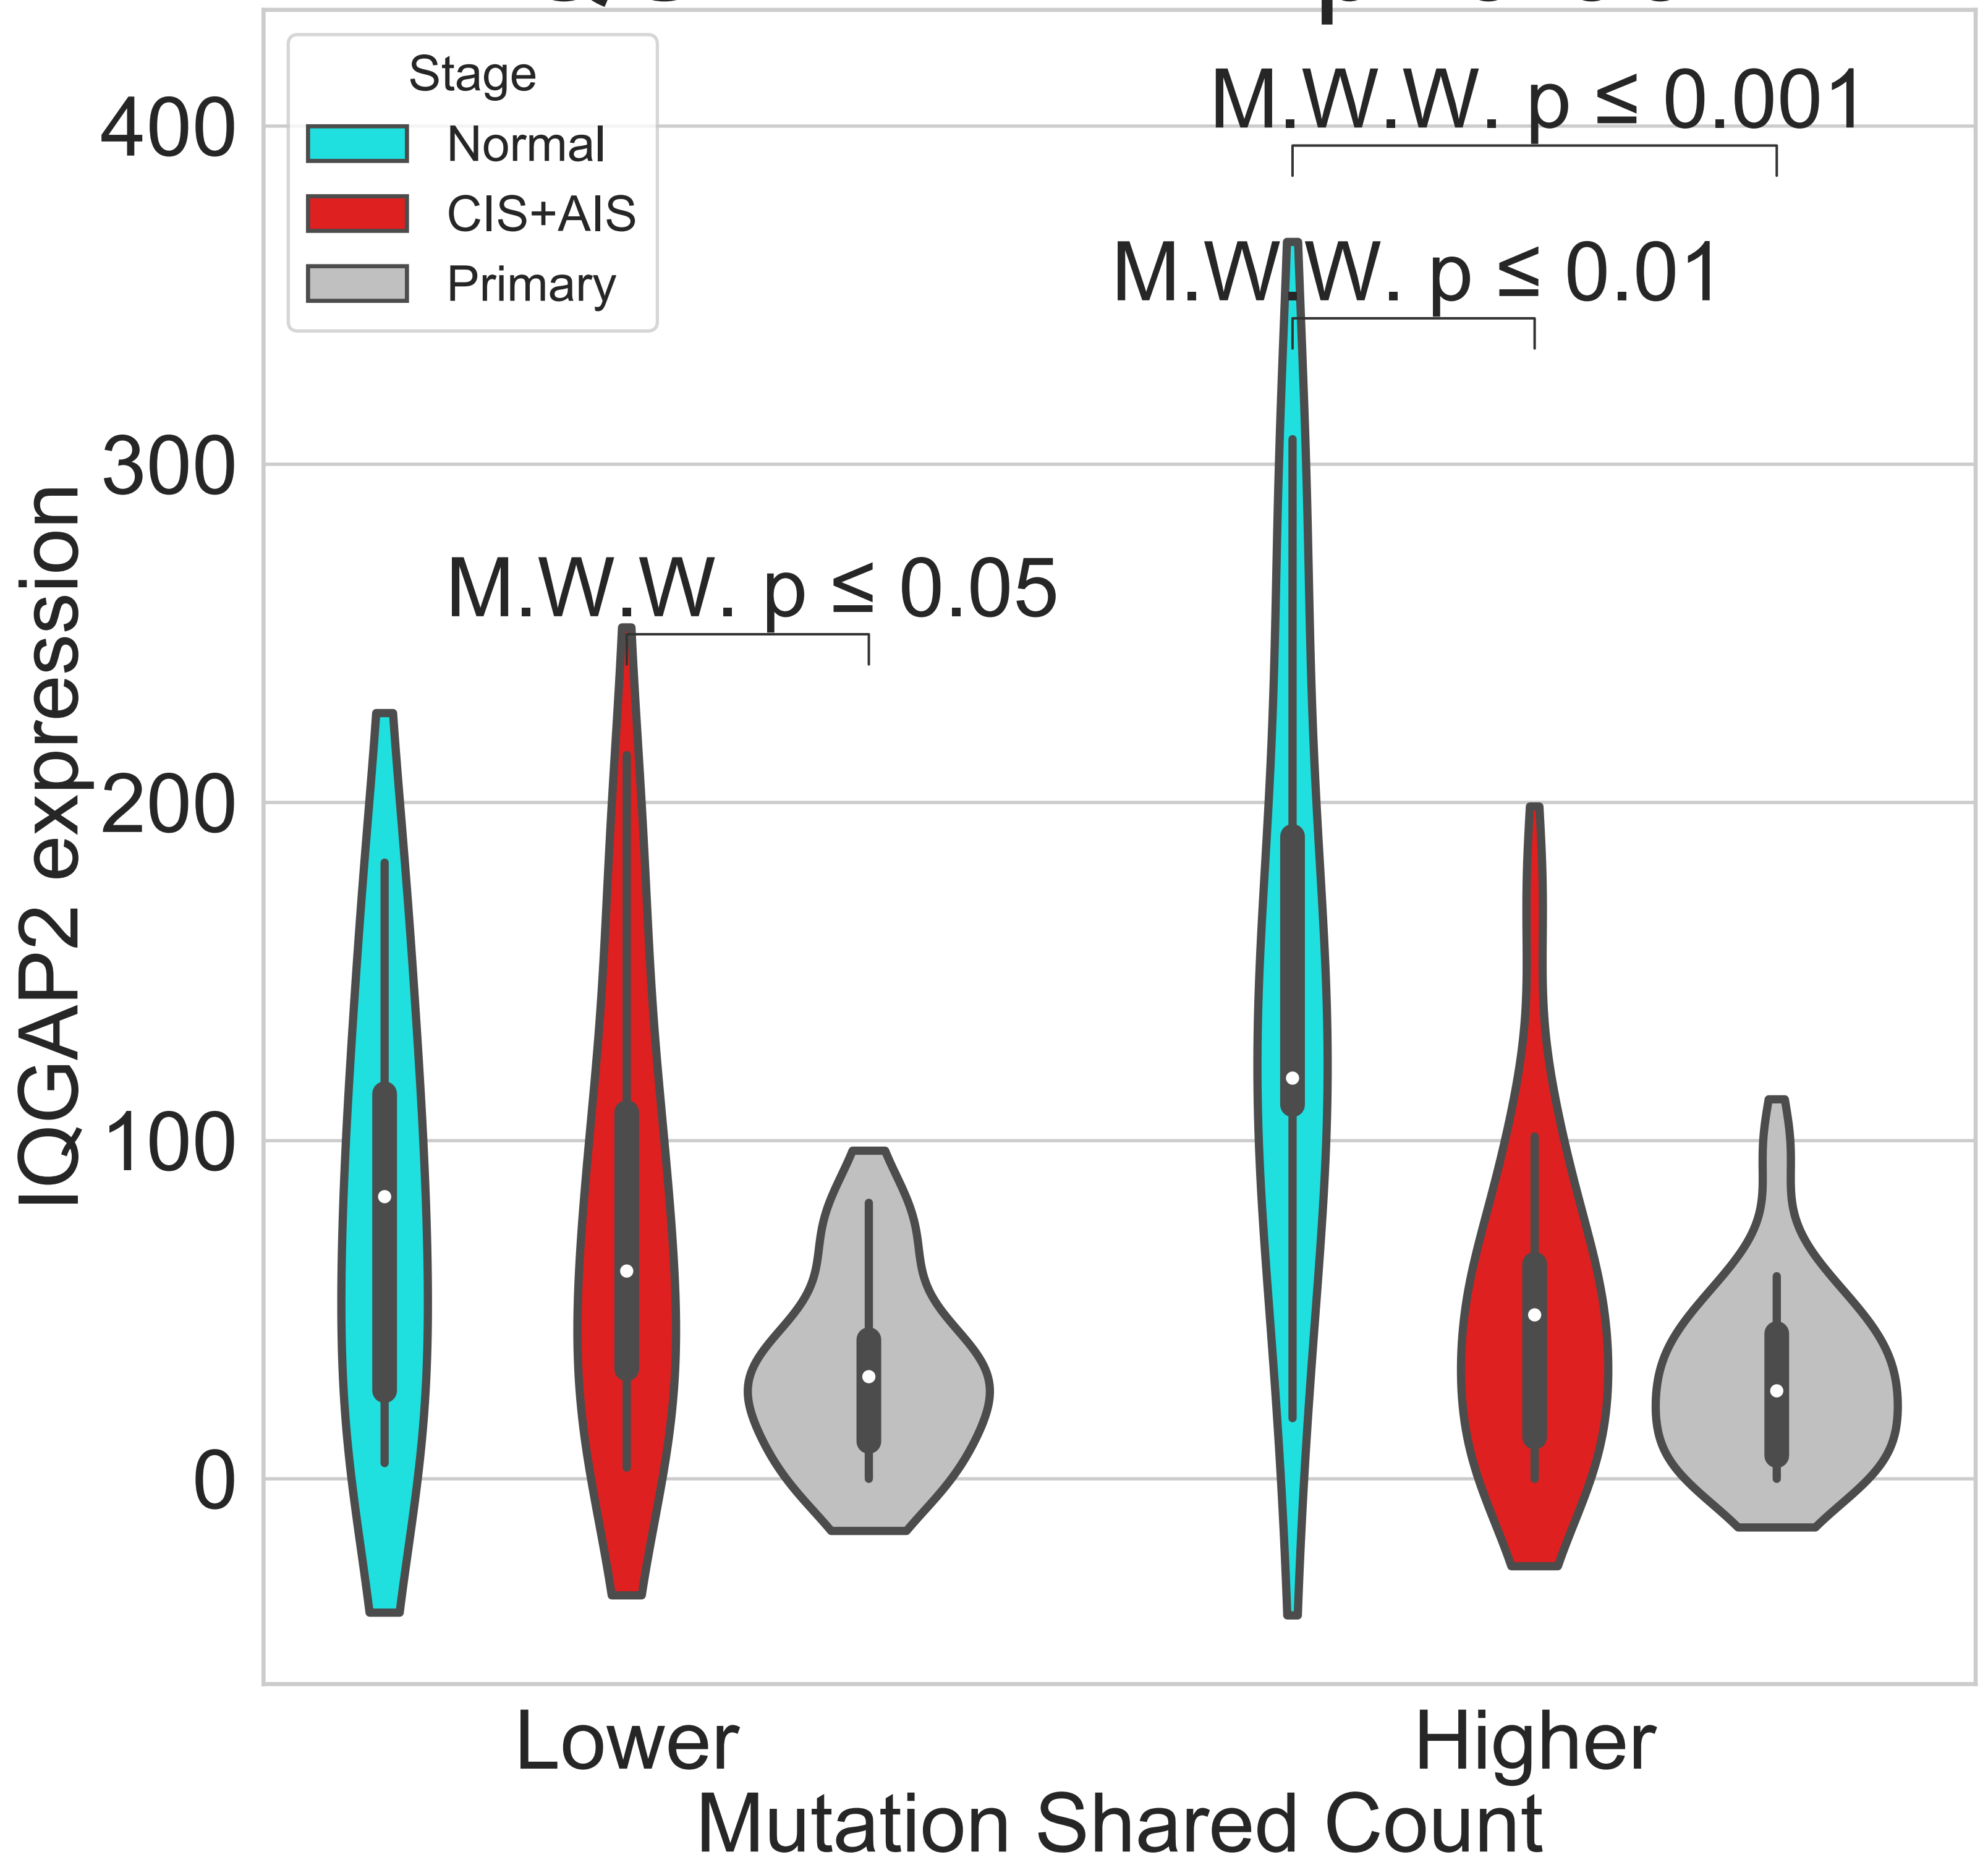 Stage
Normal
CIS+AIS
Primary
M.W.W. p ≤ 0.001
M.W.W. p ≤ 0.01
M.W.W. p ≤ 0.05
400
300
200
100
0
IQGAP2 expression
Lower
Higher
Mutation Shared Count